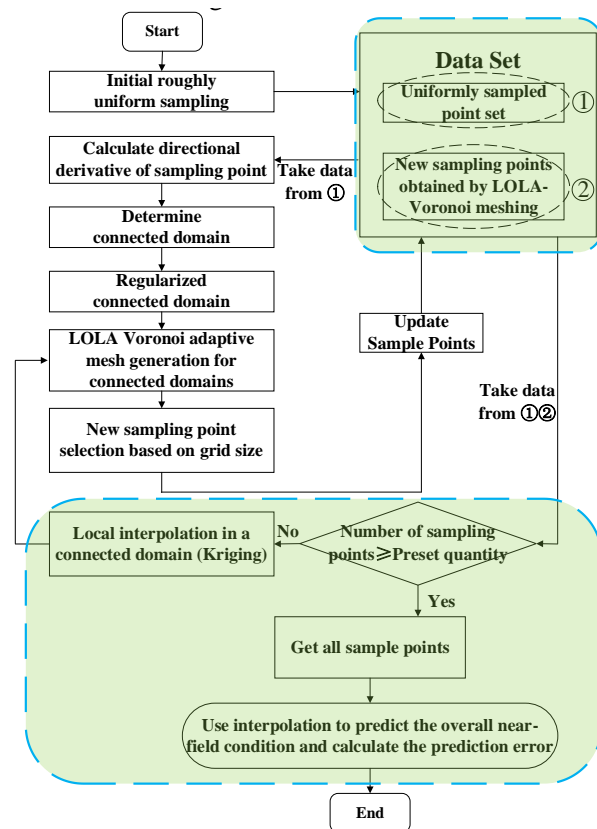 Start
Initial roughly
uniform sampling
Data Set
Uniformly sampled
point set
①
New sampling points
obtained by LOLA-
Voronoi meshing
②
Calculate directional
derivative of sampling point
Take data
from ①
Determine
connected domain
Regularized
connected domain
LOLA Voronoi adaptive
mesh generation for
connected domains
Update
Sample Points
New sampling point
selection based on grid size
Take data
from ①②
Local interpolation in a
connected domain (Kriging)
No
Number of sampling
points⩾Preset quantity
Yes
Get all sample points
Use interpolation to predict the overall near-
field condition and calculate the prediction error
End